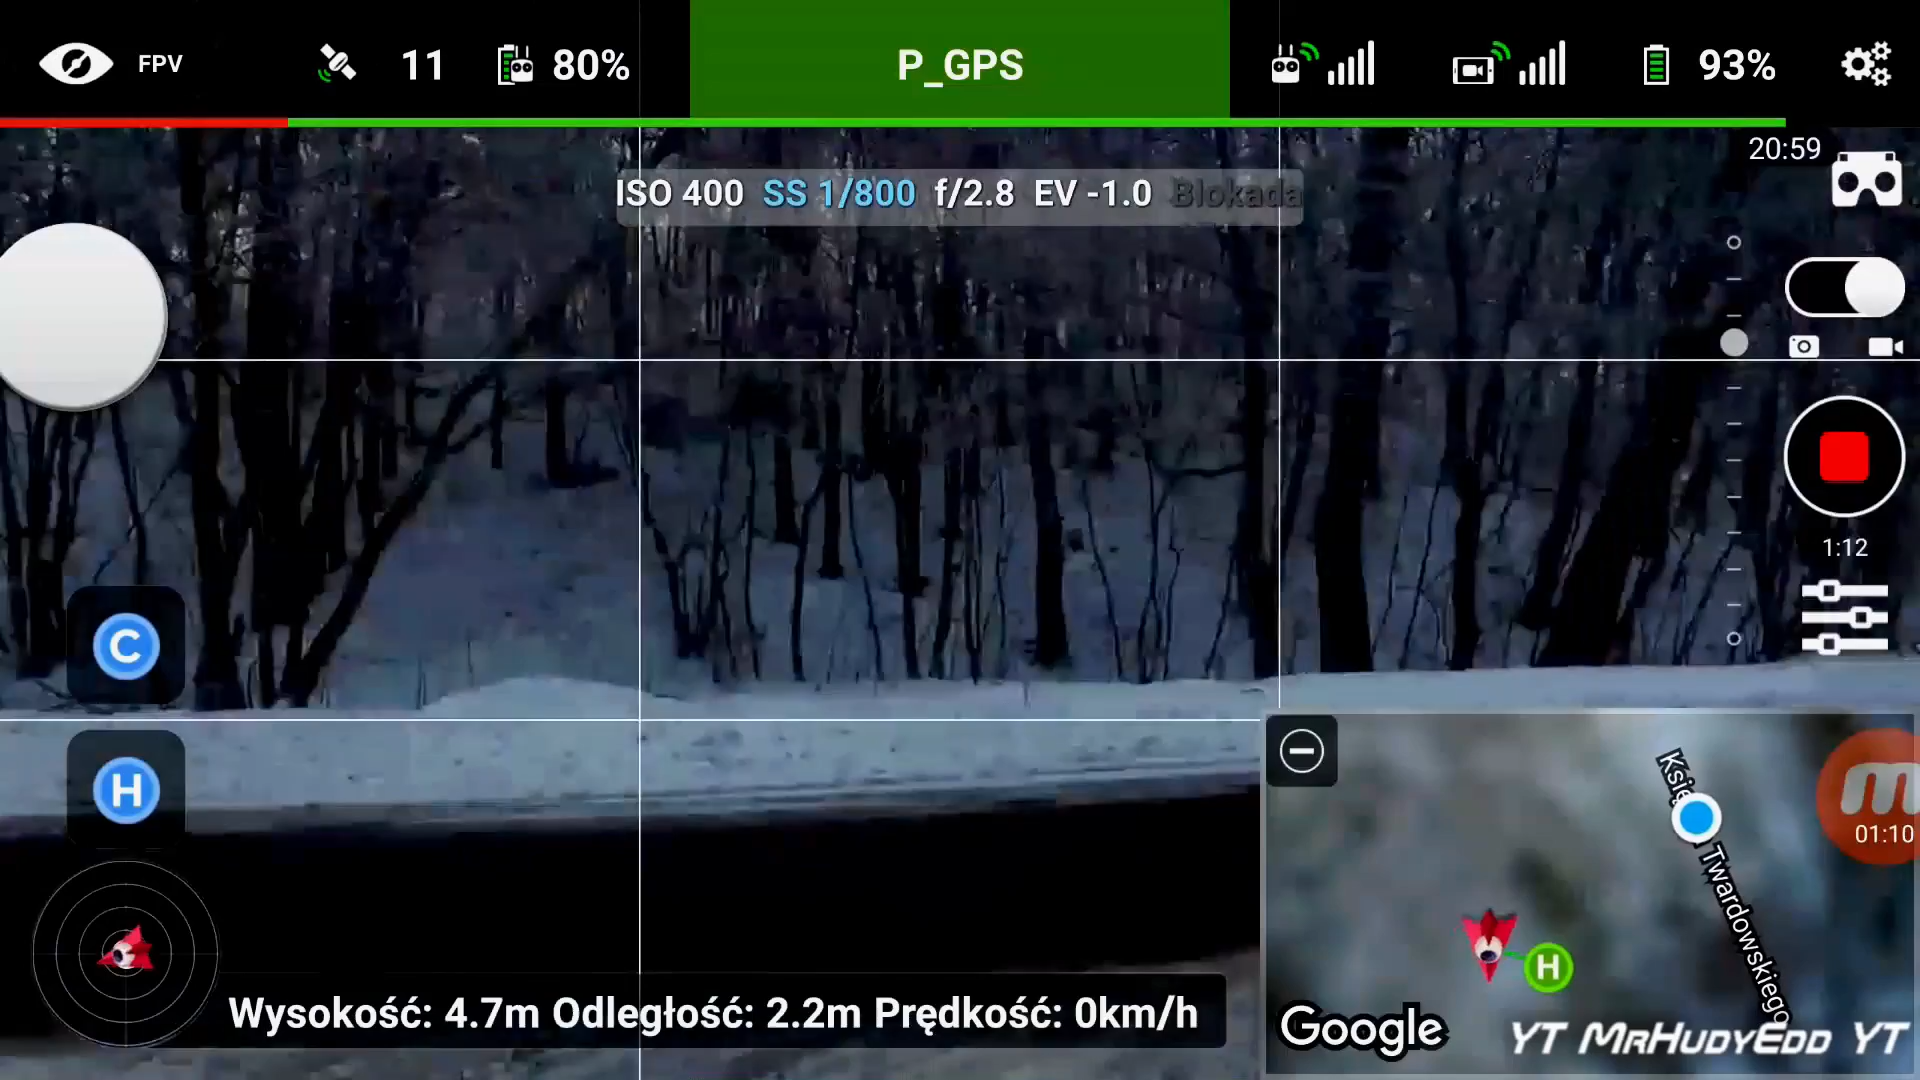 FPV 11 80% P_GPS 93%
20:59
ISO 400 SS 1/800 f/2.8 EV -1.0 Blokada
1:12
C
H
Twardowskiego
01:10
H
Wysokość: 4.7m Odległość: 2.2m Prędkość: 0km/h
Google
YT MrHudyEdd YT